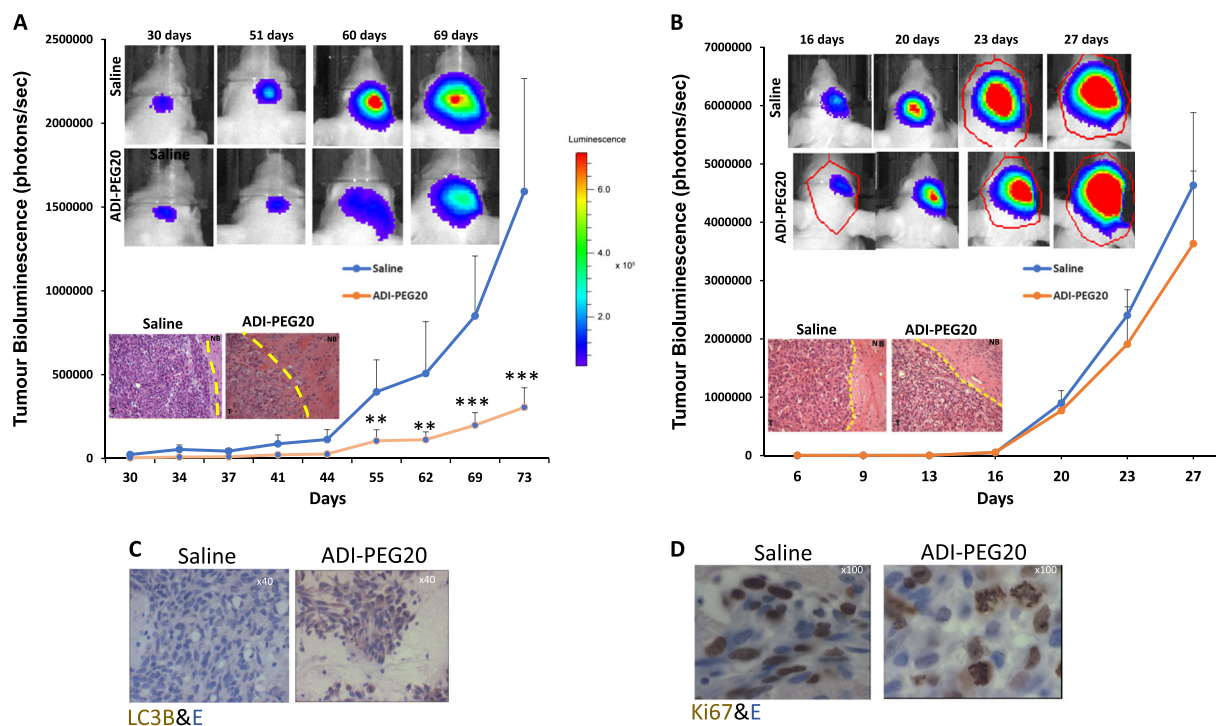 A
Tumour Bioluminescence (photons/sec)
2500000
2000000
1500000
1000000
500000
0
30 days 51 days 60 days 69 days
Saline
Saline
ADI-PEG20
Luminescence
6.0
4.0
x 10⁵
2.0
Saline
ADI-PEG20
Saline ADI-PEG20
NB NB
T T
** ** *** ***
30 34 37 41 44 55 62 69 73
Days
B
Tumour Bioluminescence (photons/sec)
7000000
6000000
5000000
4000000
3000000
2000000
1000000
0
16 days 20 days 23 days 27 days
Saline
ADI-PEG20
Saline
ADI-PEG20
Saline ADI-PEG20
NB NB
T T
6 9 13 16 20 23 27
Days
C
Saline ADI-PEG20
x40 x40
LC3B&E
D
Saline ADI-PEG20
x100 x100
Ki67&E